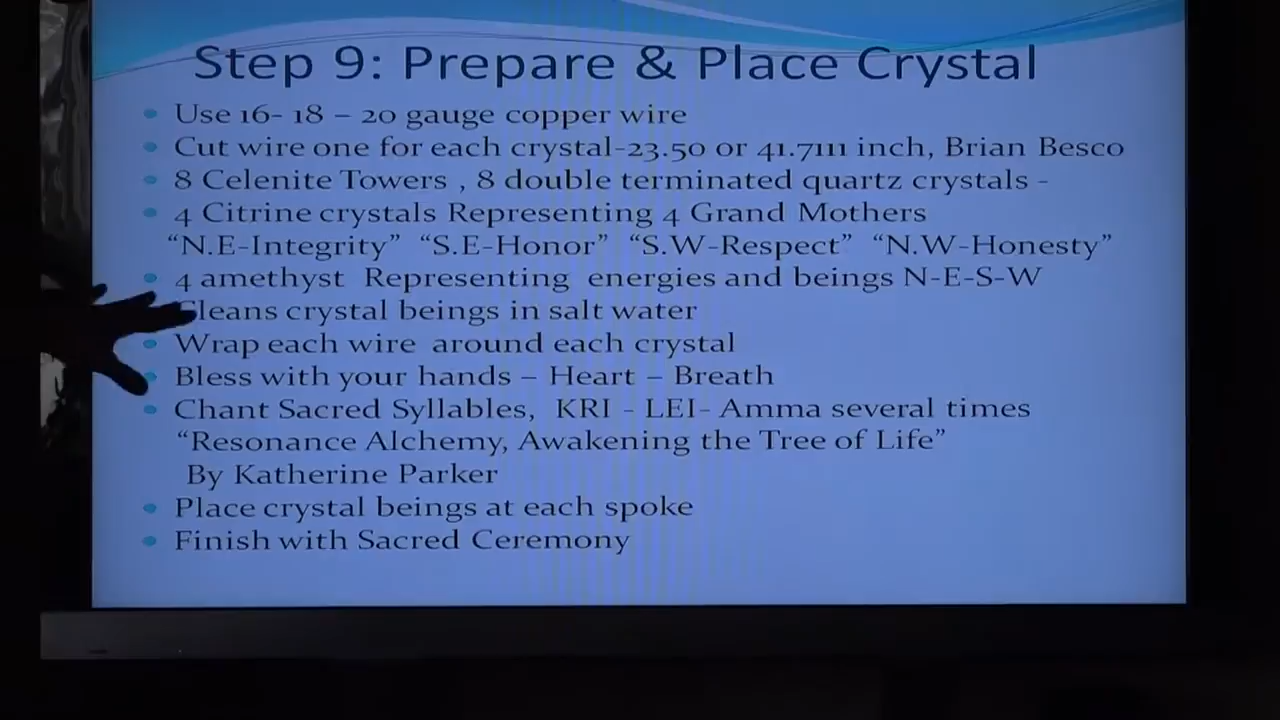 Step 9: Prepare & Place Crystal
Use 16- 18 – 20 gauge copper wire
Cut wire one for each crystal-23.50 or 41.7111 inch, Brian Besco
8 Celenite Towers , 8 double terminated quartz crystals -
4 Citrine crystals Representing 4 Grand Mothers
“N.E-Integrity” “S.E-Honor” “S.W-Respect” “N.W-Honesty”
4 amethyst Representing energies and beings N-E-S-W
Cleans crystal beings in salt water
Wrap each wire around each crystal
Bless with your hands – Heart – Breath
Chant Sacred Syllables, KRI - LEI- Amma several times
“Resonance Alchemy, Awakening the Tree of Life”
By Katherine Parker
Place crystal beings at each spoke
Finish with Sacred Ceremony